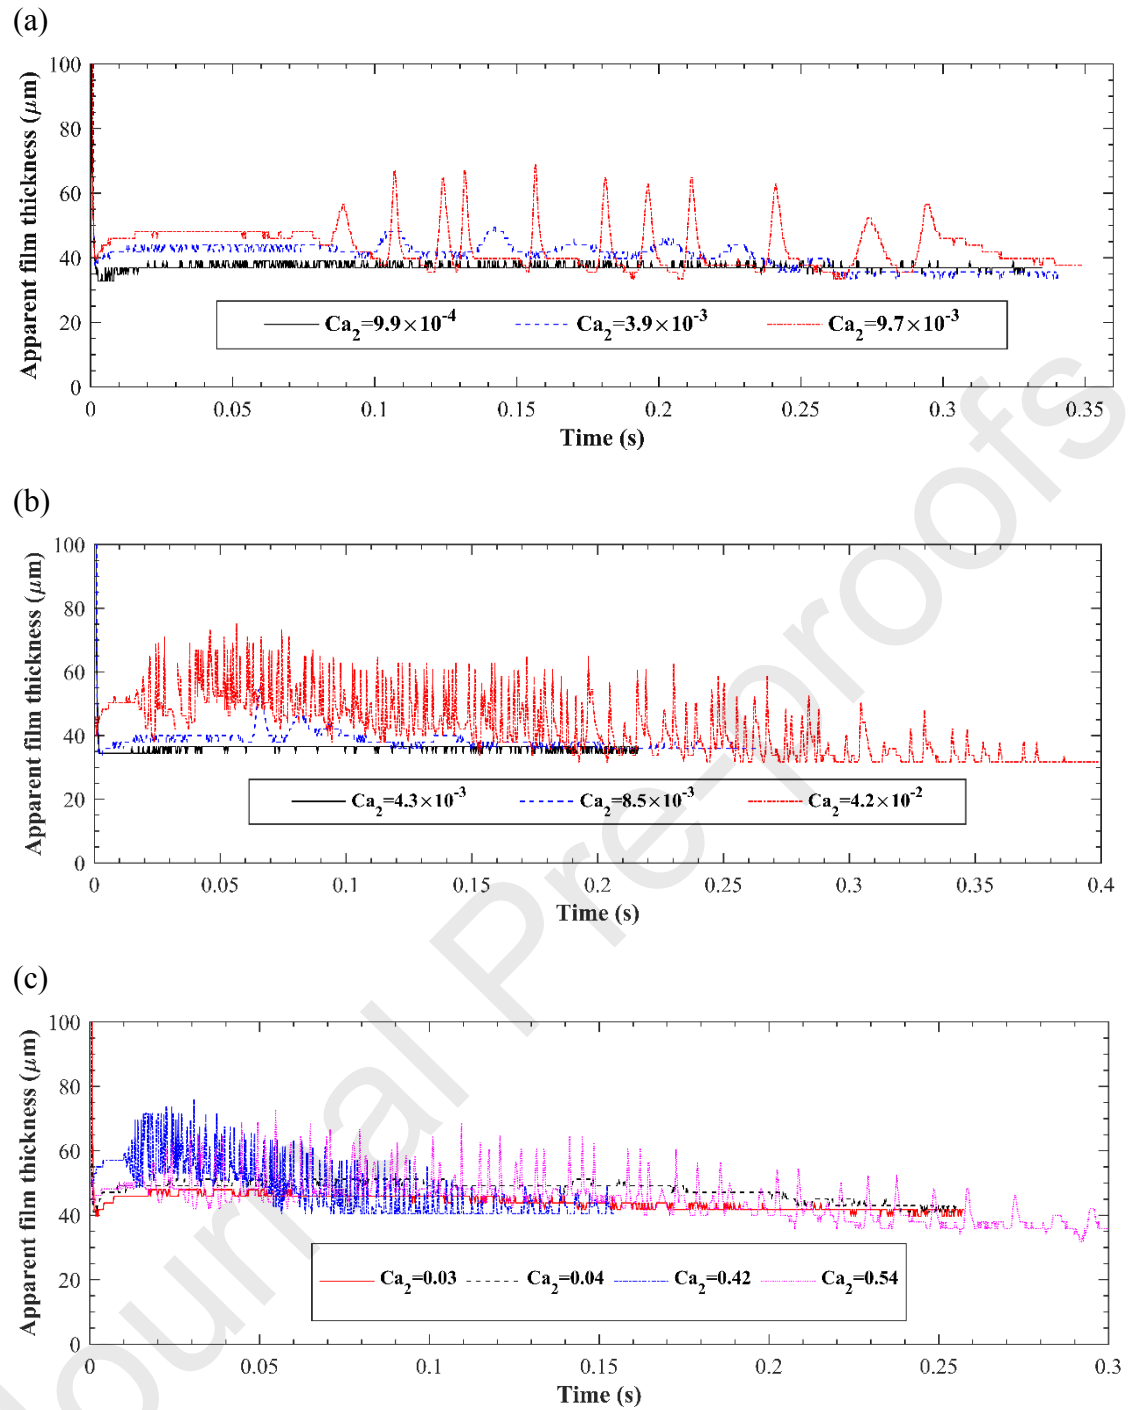 (a)
100
80
60
40
20
0
Apparent film thickness (μm)
Ca2=9.9×10-4 Ca2=3.9×10-3 Ca2=9.7×10-3
0 0.05 0.1 0.15 0.2 0.25 0.3 0.35
Time (s)
(b)
100
80
60
40
20
0
Apparent film thickness (μm)
Ca2=4.3×10-3 Ca2=8.5×10-3 Ca2=4.2×10-2
0 0.05 0.1 0.15 0.2 0.25 0.3 0.35 0.4
Time (s)
(c)
100
80
60
40
20
0
Apparent film thickness (μm)
Ca2=0.03 Ca2=0.04 Ca2=0.42 Ca2=0.54
0 0.05 0.1 0.15 0.2 0.25 0.3
Time (s)
Journal Pre-proofs